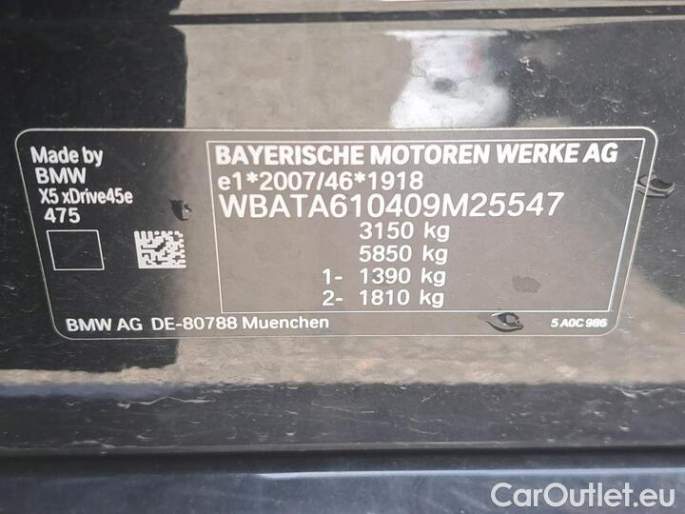 Made by
BMW
X5 xDrive45e
475
BAYERISCHE MOTOREN WERKE AG
e1*2007/46*1918
WBATA610409M25547
3150 kg
5850 kg
1- 1390 kg
2- 1810 kg
BMW AG DE-80788 Muenchen
5 A0C 986
CarOutlet.eu